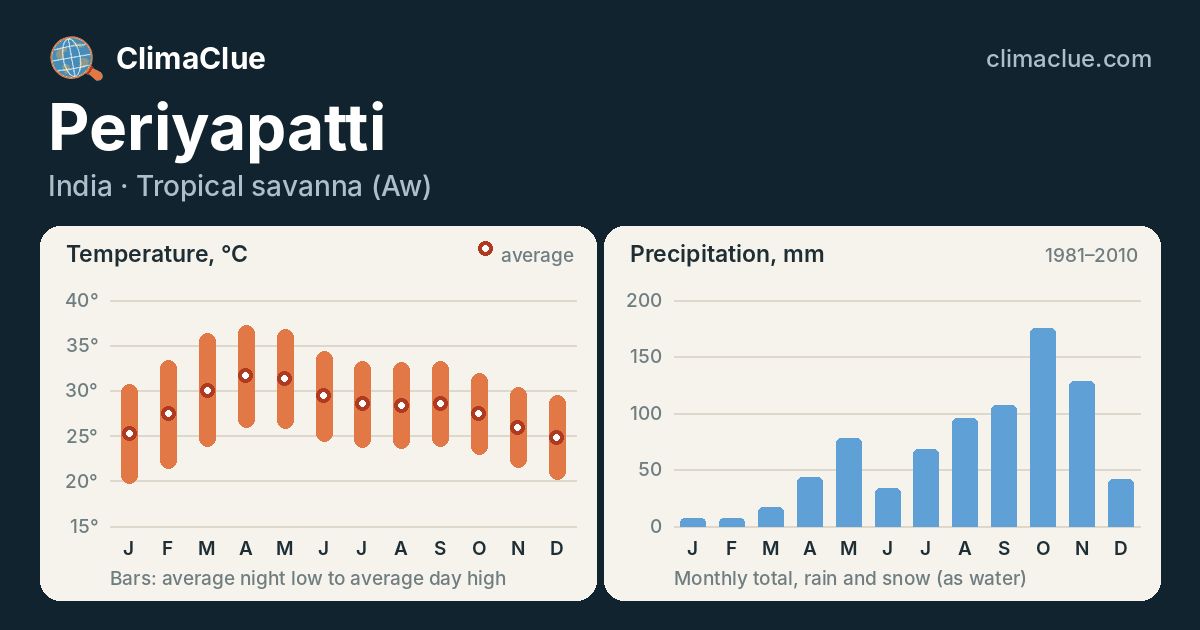 ClimaClue
climaclue.com
Periyapatti
India · Tropical savanna (Aw)
Temperature, °C
average
40°
35°
30°
25°
20°
15°
J F M A M J J A S O N D
Bars: average night low to average day high
Precipitation, mm
1981–2010
200
150
100
50
0
J F M A M J J A S O N D
Monthly total, rain and snow (as water)